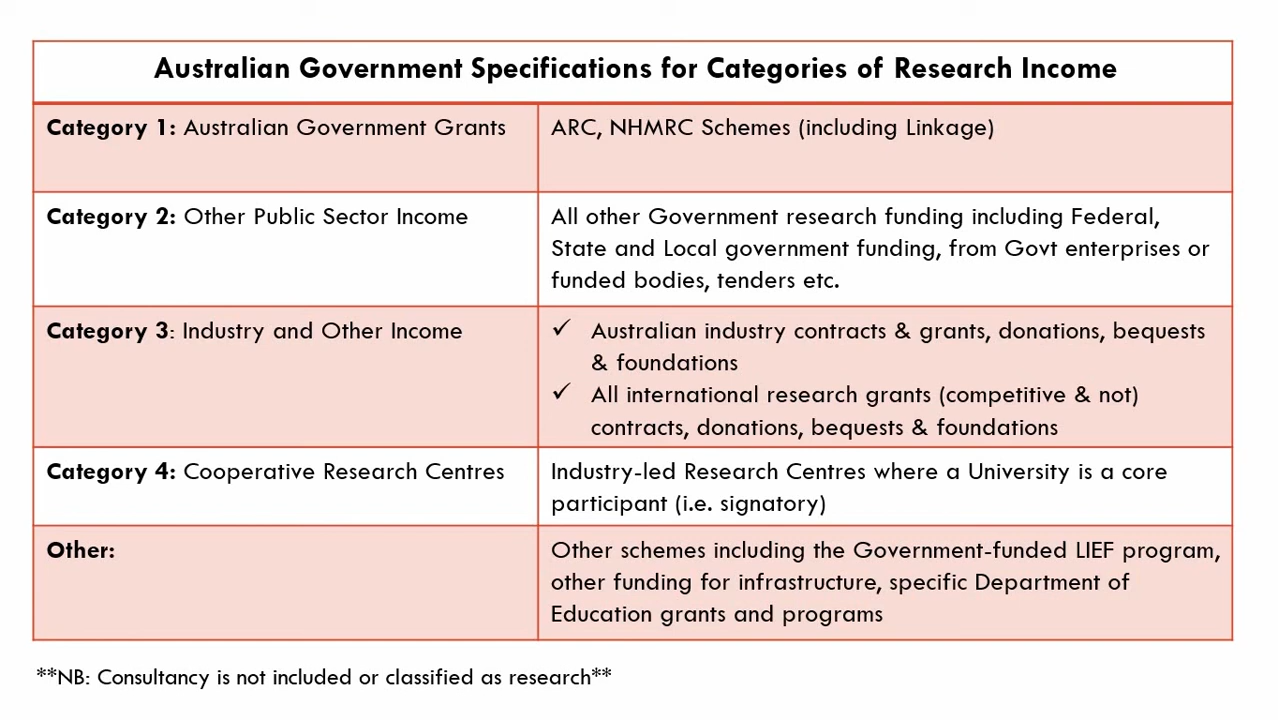 Australian Government Specifications for Categories of Research Income
Category 1: Australian Government Grants
ARC, NHMRC Schemes (including Linkage)
Category 2: Other Public Sector Income
All other Government research funding including Federal,
State and Local government funding, from Govt enterprises or
funded bodies, tenders etc.
Category 3: Industry and Other Income
✓ Australian industry contracts & grants, donations, bequests
& foundations
✓ All international research grants (competitive & not)
contracts, donations, bequests & foundations
Category 4: Cooperative Research Centres
Industry-led Research Centres where a University is a core
participant (i.e. signatory)
Other:
Other schemes including the Government-funded LIEF program,
other funding for infrastructure, specific Department of
Education grants and programs
**NB: Consultancy is not included or classified as research**